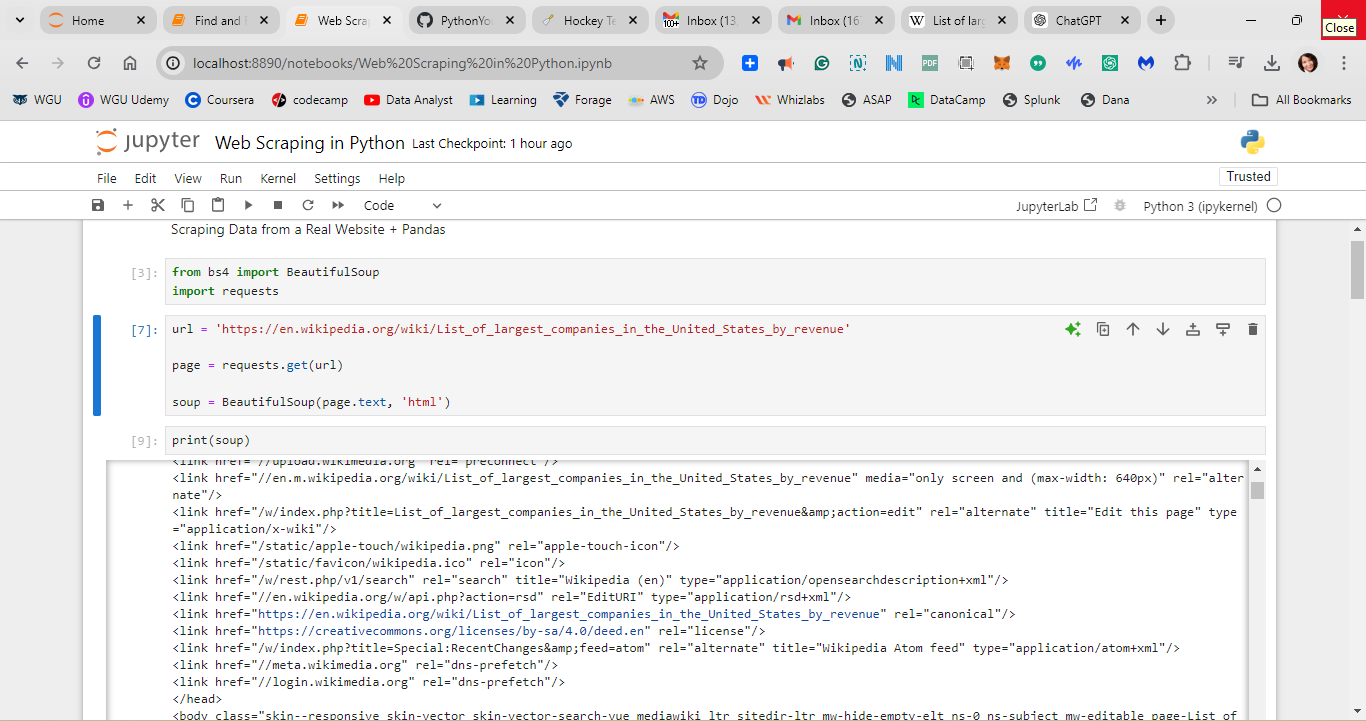 Home
Find and
Web Scrap
PythonYo
Hockey Te
Inbox (13
Inbox (16
List of lar
ChatGPT
Close
localhost:8890/notebooks/Web%20Scraping%20in%20Python.ipynb
WGU
WGU Udemy
Coursera
codecamp
Data Analyst
Learning
Forage
AWS
Dojo
Whizlabs
ASAP
DataCamp
Splunk
Dana
All Bookmarks
jupyter
Web Scraping in Python
Last Checkpoint: 1 hour ago
File Edit View Run Kernel Settings Help
Trusted
Code
JupyterLab
Python 3 (ipykernel)
Scraping Data from a Real Website + Pandas
[3]:
from bs4 import BeautifulSoup
import requests
[7]:
url = 'https://en.wikipedia.org/wiki/List_of_largest_companies_in_the_United_States_by_revenue'
page = requests.get(url)
soup = BeautifulSoup(page.text, 'html')
[9]:
print(soup)
<link href="//upload.wikimedia.org" rel="preconnect"/>
<link href="//en.m.wikipedia.org/wiki/List_of_largest_companies_in_the_United_States_by_revenue" media="only screen and (max-width: 640px)" rel="alter
nate"/>
<link href="/w/index.php?title=List_of_largest_companies_in_the_United_States_by_revenue&amp;action=edit" rel="alternate" title="Edit this page" type
="application/x-wiki"/>
<link href="/static/apple-touch/wikipedia.png" rel="apple-touch-icon"/>
<link href="/static/favicon/wikipedia.ico" rel="icon"/>
<link href="/w/rest.php/v1/search" rel="search" title="Wikipedia (en)" type="application/opensearchdescription+xml"/>
<link href="//en.wikipedia.org/w/api.php?action=rsd" rel="EditURI" type="application/rsd+xml"/>
<link href="https://en.wikipedia.org/wiki/List_of_largest_companies_in_the_United_States_by_revenue" rel="canonical"/>
<link href="https://creativecommons.org/licenses/by-sa/4.0/deed.en" rel="license"/>
<link href="/w/index.php?title=Special:RecentChanges&amp;feed=atom" rel="alternate" title="Wikipedia Atom feed" type="application/atom+xml"/>
<link href="//meta.wikimedia.org" rel="dns-prefetch"/>
<link href="//login.wikimedia.org" rel="dns-prefetch"/>
</head>
<body class="skin--responsive skin-vector skin-vector-search-vue mediawiki ltr sitedir-ltr mw-hide-empty-elt ns-0 ns-subject mw-editable page-List_of_